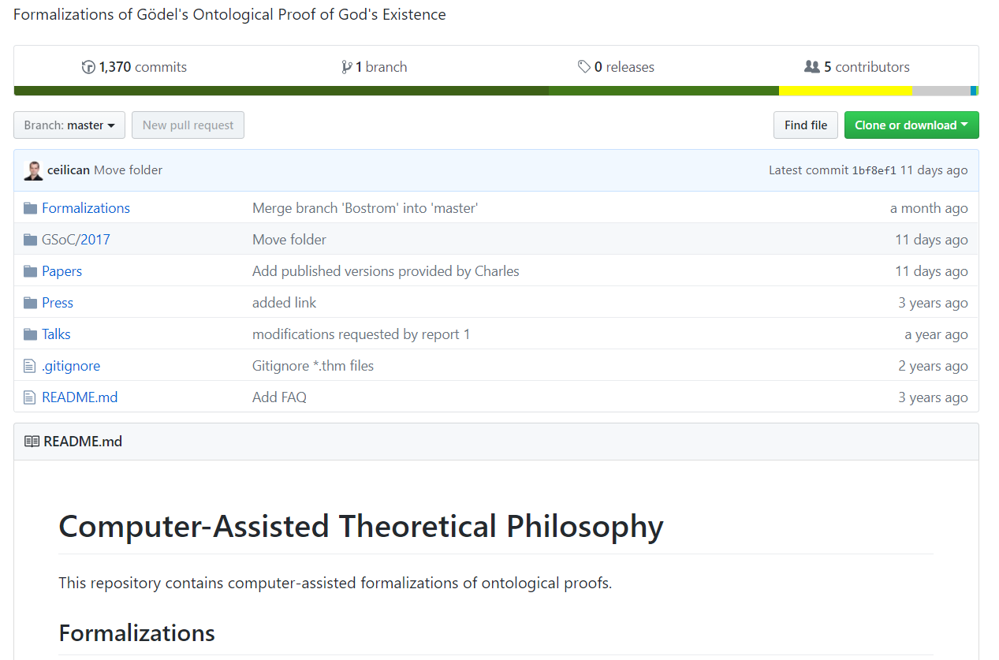 Formalizations of Gödel's Ontological Proof of God's Existence
1,370 commits 1 branch 0 releases 5 contributors
Branch: master New pull request Find file Clone or download
ceilican Move folder Latest commit 1bf8ef1 11 days ago
Formalizations Merge branch 'Bostrom' into 'master' a month ago
GSoC/2017 Move folder 11 days ago
Papers Add published versions provided by Charles 11 days ago
Press added link 3 years ago
Talks modifications requested by report 1 a year ago
.gitignore Gitignore *.thm files 2 years ago
README.md Add FAQ 3 years ago
README.md
Computer-Assisted Theoretical Philosophy
This repository contains computer-assisted formalizations of ontological proofs.
Formalizations